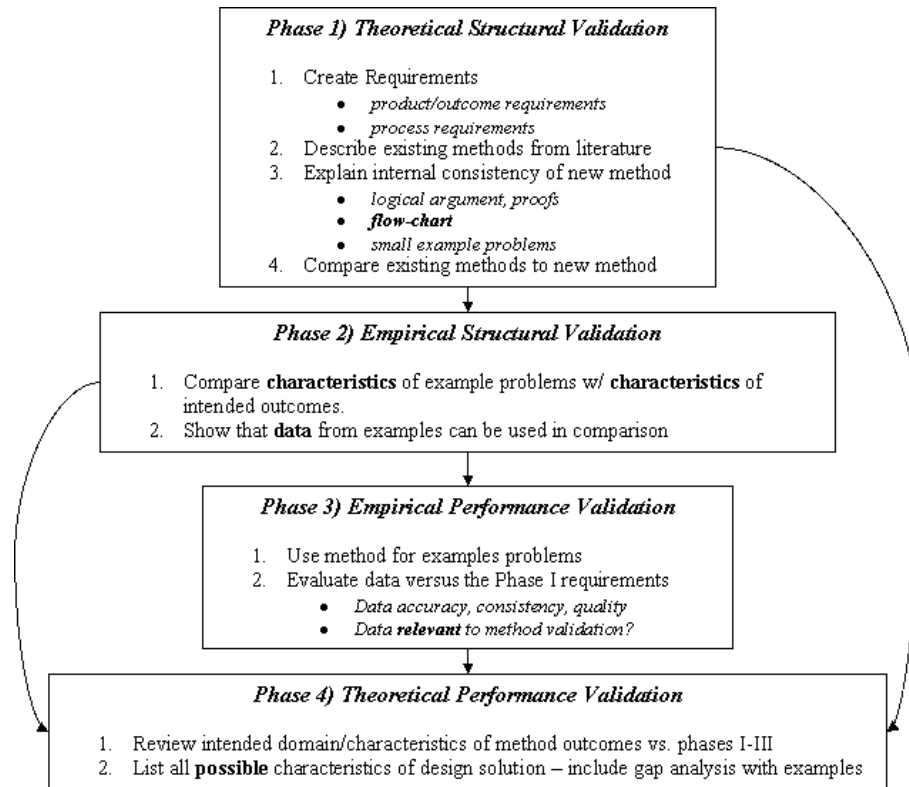 Phase 1) Theoretical Structural Validation
1. Create Requirements
• product/outcome requirements
• process requirements
2. Describe existing methods from literature
3. Explain internal consistency of new method
• logical argument, proofs
• flow-chart
• small example problems
4. Compare existing methods to new method
Phase 2) Empirical Structural Validation
1. Compare characteristics of example problems w/ characteristics of
intended outcomes.
2. Show that data from examples can be used in comparison
Phase 3) Empirical Performance Validation
1. Use method for examples problems
2. Evaluate data versus the Phase I requirements
• Data accuracy, consistency, quality
• Data relevant to method validation?
Phase 4) Theoretical Performance Validation
1. Review intended domain/characteristics of method outcomes vs. phases I-III
2. List all possible characteristics of design solution – include gap analysis with examples